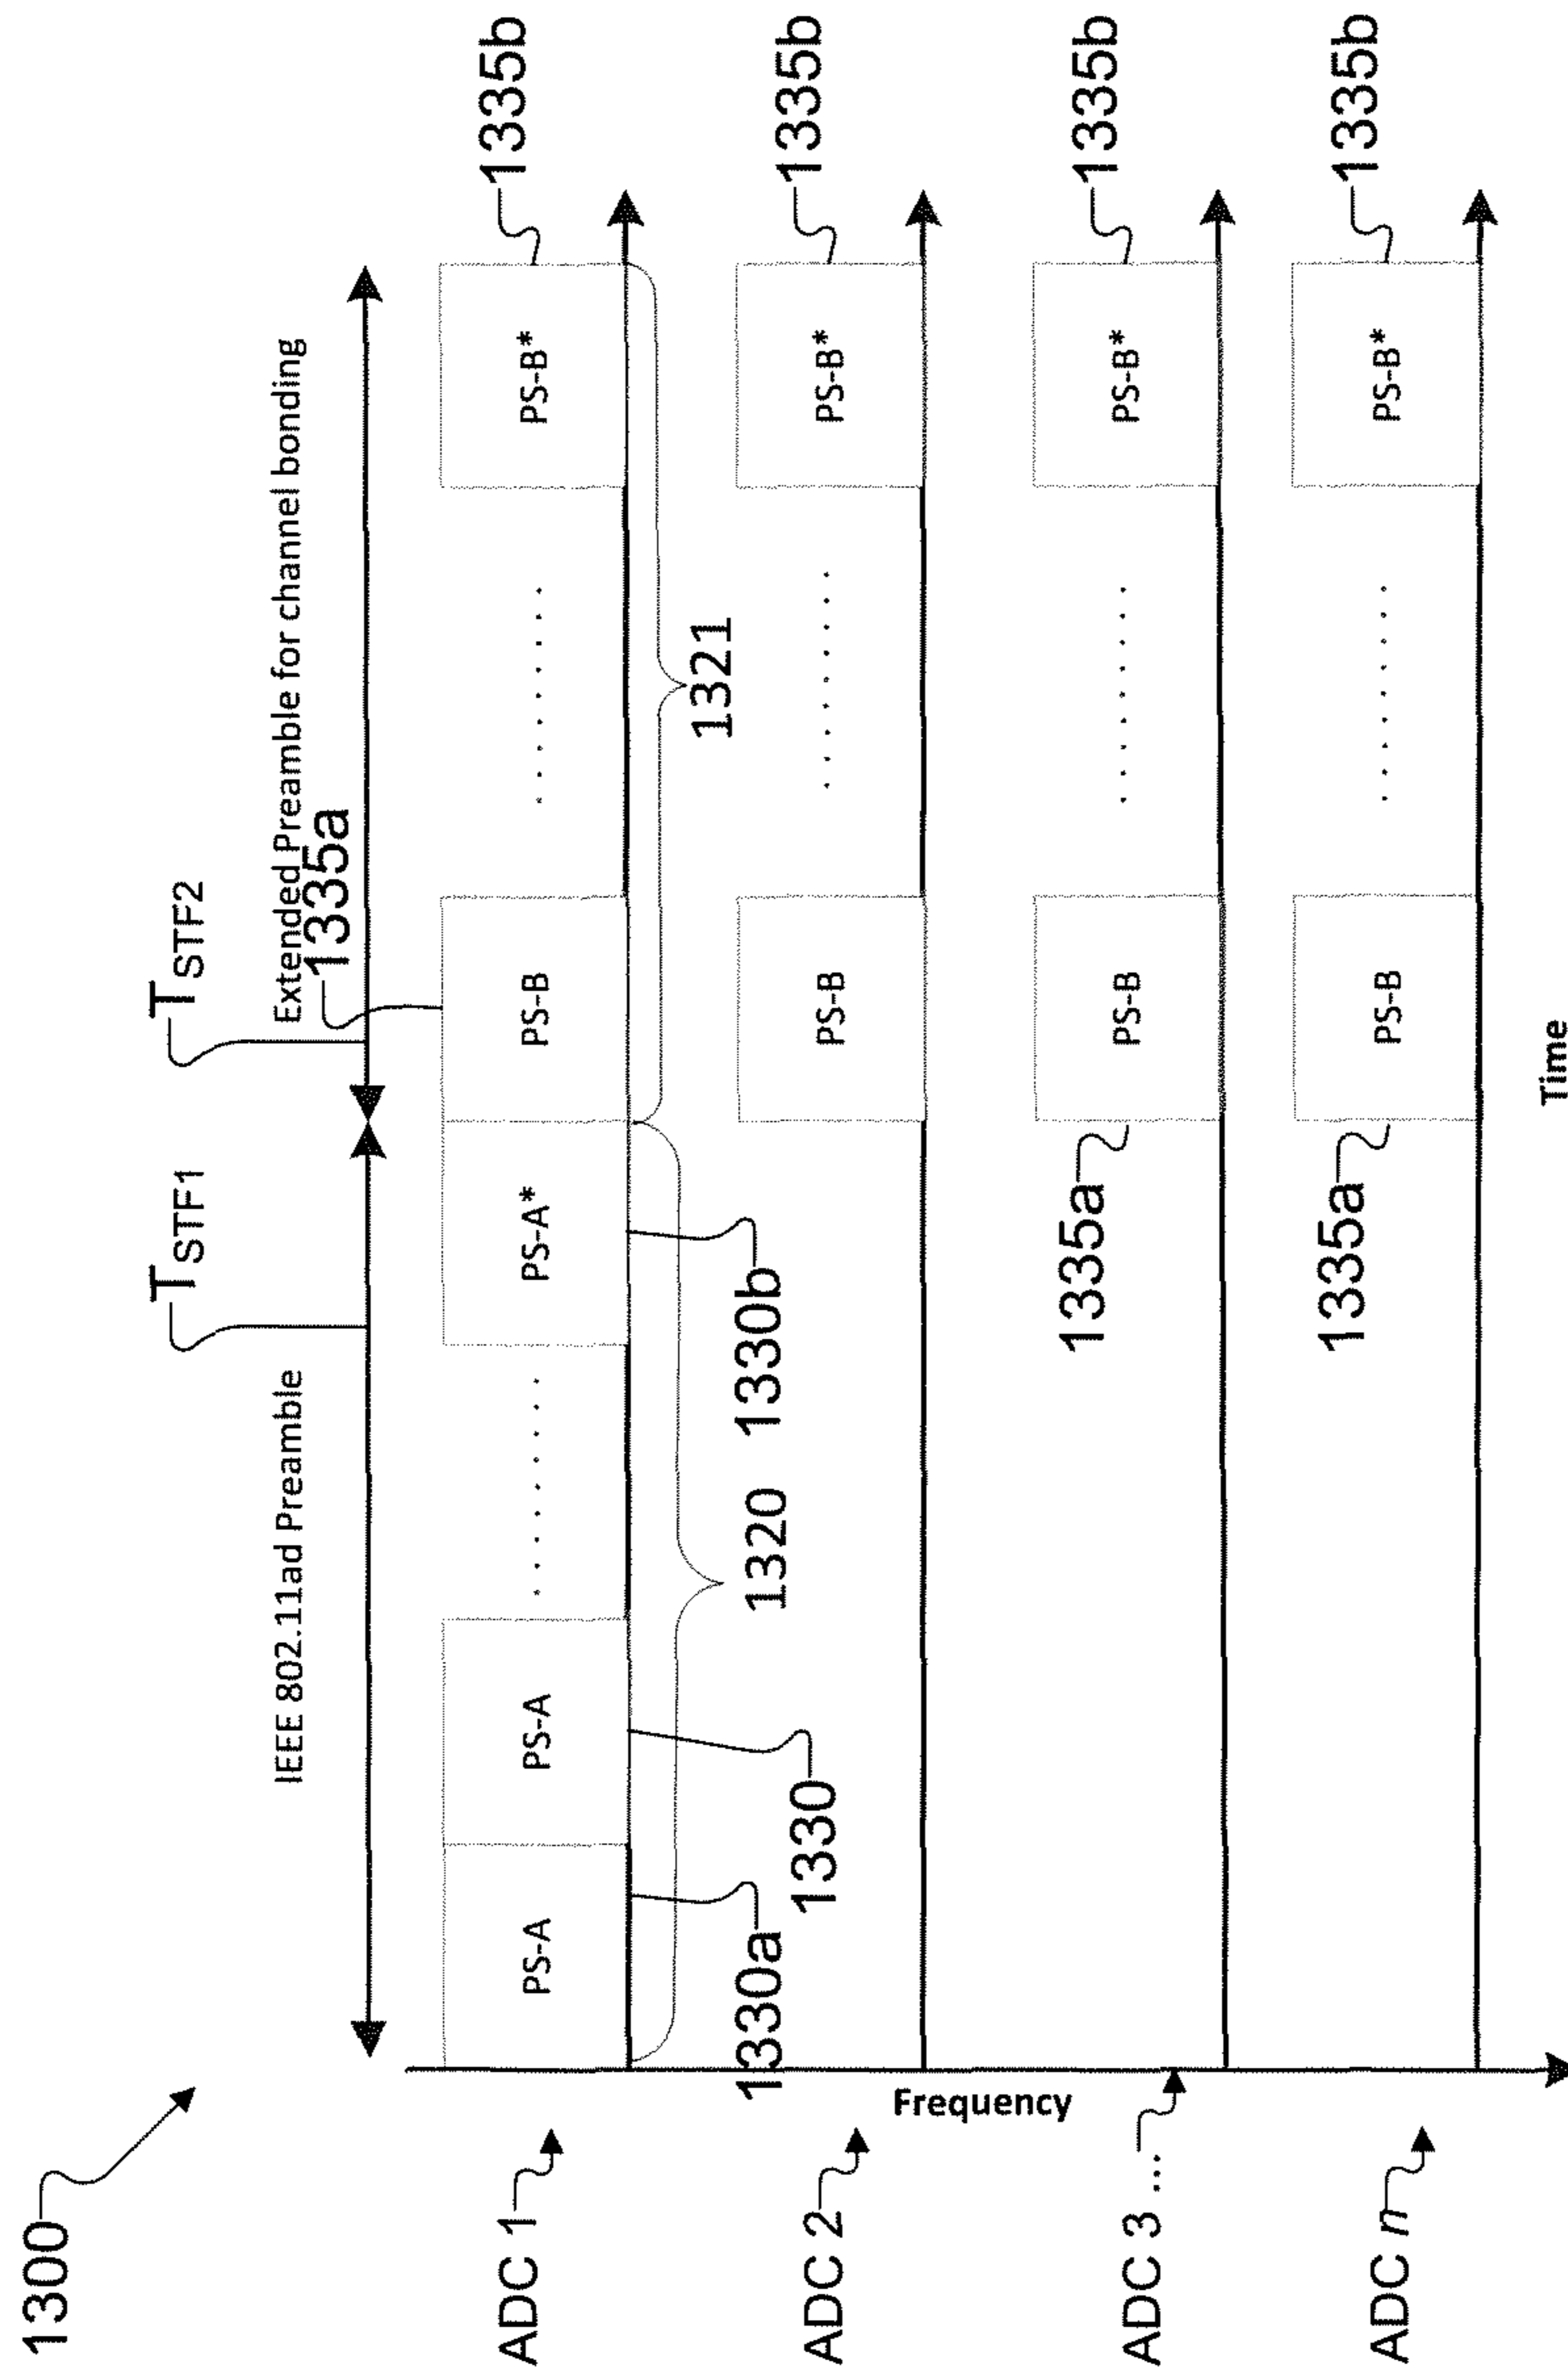 1300
T STF1
T STF2
IEEE 802.11ad Preamble
Extended Preamble for channel bonding
1335a
ADC 1
PS-A
PS-A
. . . . . . . . .
PS-A*
PS-B
. . . . . . . . .
PS-B*
1335b
1330a
1330
1320
1330b
1321
ADC 2
PS-B
. . . . . . . . .
PS-B*
1335b
Frequency
ADC 3 ...
1335a
PS-B
. . . . . . . . .
PS-B*
1335b
ADC n
1335a
PS-B
. . . . . . . . .
PS-B*
1335b
Time